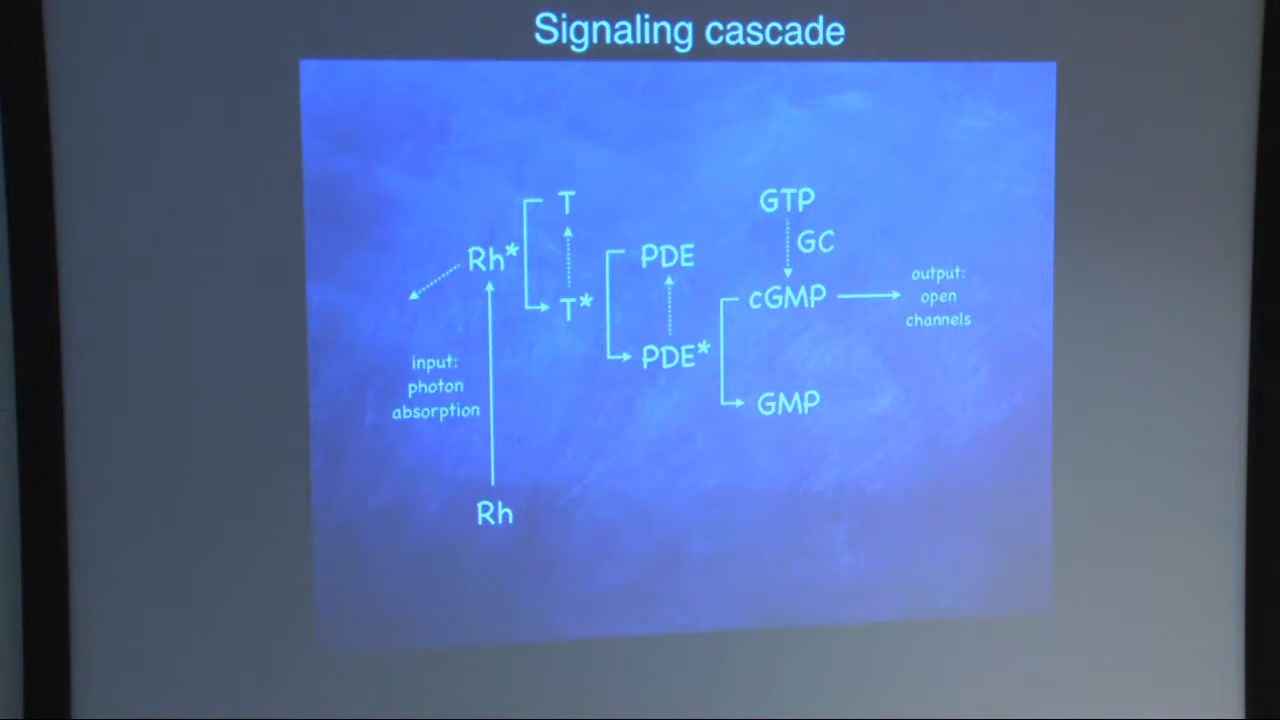 Signaling cascade
T
GTP
Rh*
PDE
GC
T*
cGMP
output:
open
channels
input:
photon
absorption
PDE*
GMP
Rh